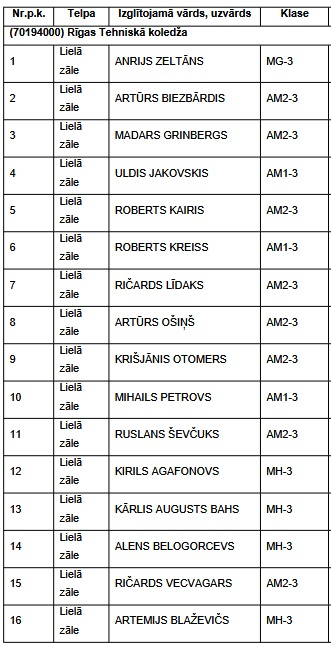 Nr.p.k. Telpa Izglītojamā vārds, uzvārds Klase
(70194000) Rīgas Tehniskā koledža
1 Lielā zāle ANRIJS ZELTĀNS MG-3
2 Lielā zāle ARTŪRS BIEZBĀRDIS AM2-3
3 Lielā zāle MADARS GRINBERGS AM2-3
4 Lielā zāle ULDIS JAKOVSKIS AM1-3
5 Lielā zāle ROBERTS KAIRIS AM2-3
6 Lielā zāle ROBERTS KREISS AM1-3
7 Lielā zāle RIČARDS LĪDAKS AM2-3
8 Lielā zāle ARTŪRS OŠIŅŠ AM2-3
9 Lielā zāle KRIŠJĀNIS OTOMERS AM2-3
10 Lielā zāle MIHAILS PETROVS AM1-3
11 Lielā zāle RUSLANS ŠEVČUKS AM2-3
12 Lielā zāle KIRILS AGAFONOVS MH-3
13 Lielā zāle KĀRLIS AUGUSTS BAHS MH-3
14 Lielā zāle ALENS BELOGORCEVS MH-3
15 Lielā zāle RIČARDS VECVAGARS AM2-3
16 Lielā zāle ARTEMIJS BLAŽEVIČS MH-3